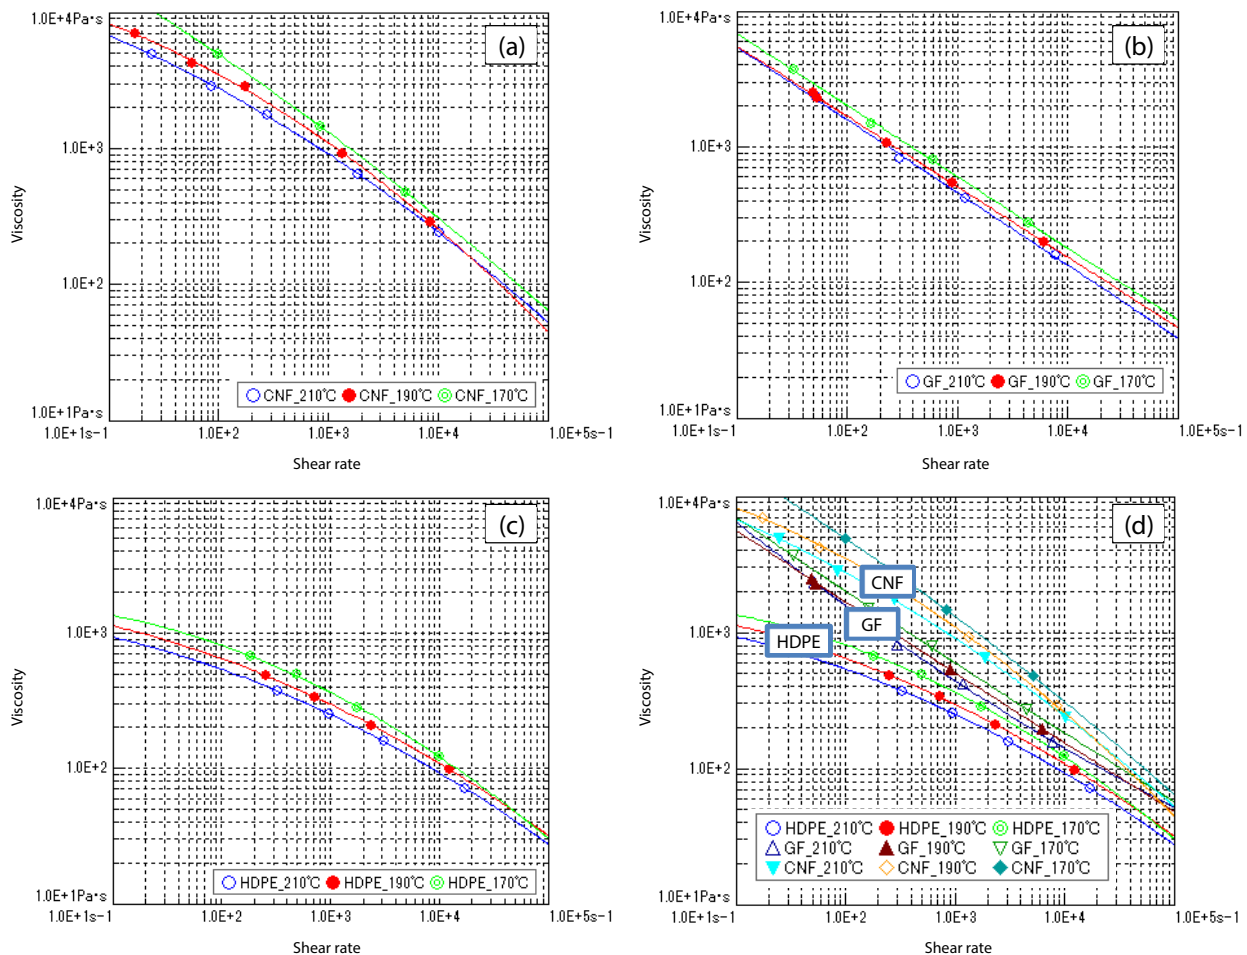 1.0E+4Pa·s
(a)
1.0E+3
Viscosity
1.0E+2
1.0E+1Pa·s
CNF_210℃ CNF_190℃ CNF_170℃
1.0E+1s-1 1.0E+2 1.0E+3 1.0E+4 1.0E+5s-1
Shear rate
1.0E+4Pa·s
(b)
1.0E+3
Viscosity
1.0E+2
1.0E+1Pa·s
GF_210℃ GF_190℃ GF_170℃
1.0E+1s-1 1.0E+2 1.0E+3 1.0E+4 1.0E+5s-1
Shear rate
1.0E+4Pa·s
(c)
1.0E+3
Viscosity
1.0E+2
1.0E+1Pa·s
HDPE_210℃ HDPE_190℃ HDPE_170℃
1.0E+1s-1 1.0E+2 1.0E+3 1.0E+4 1.0E+5s-1
Shear rate
1.0E+4Pa·s
(d)
CNF
GF
HDPE
1.0E+3
Viscosity
1.0E+2
HDPE_210℃ HDPE_190℃ HDPE_170℃
GF_210℃ GF_190℃ GF_170℃
CNF_210℃ CNF_190℃ CNF_170℃
1.0E+1Pa·s
1.0E+1s-1 1.0E+2 1.0E+3 1.0E+4 1.0E+5s-1
Shear rate